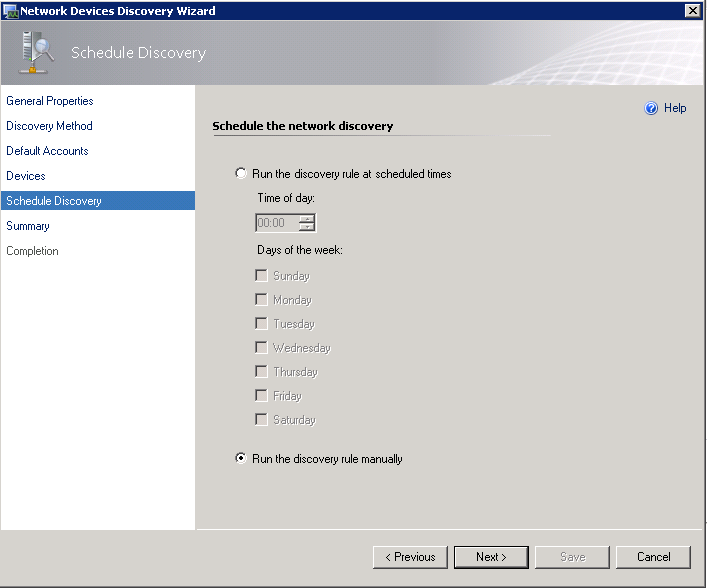 Network Devices Discovery Wizard
Schedule Discovery
General Properties
Discovery Method
Default Accounts
Devices
Schedule Discovery
Summary
Completion
Help
Schedule the network discovery
Run the discovery rule at scheduled times
Time of day:
00:00
Days of the week:
Sunday
Monday
Tuesday
Wednesday
Thursday
Friday
Saturday
Run the discovery rule manually
< Previous
Next >
Save
Cancel